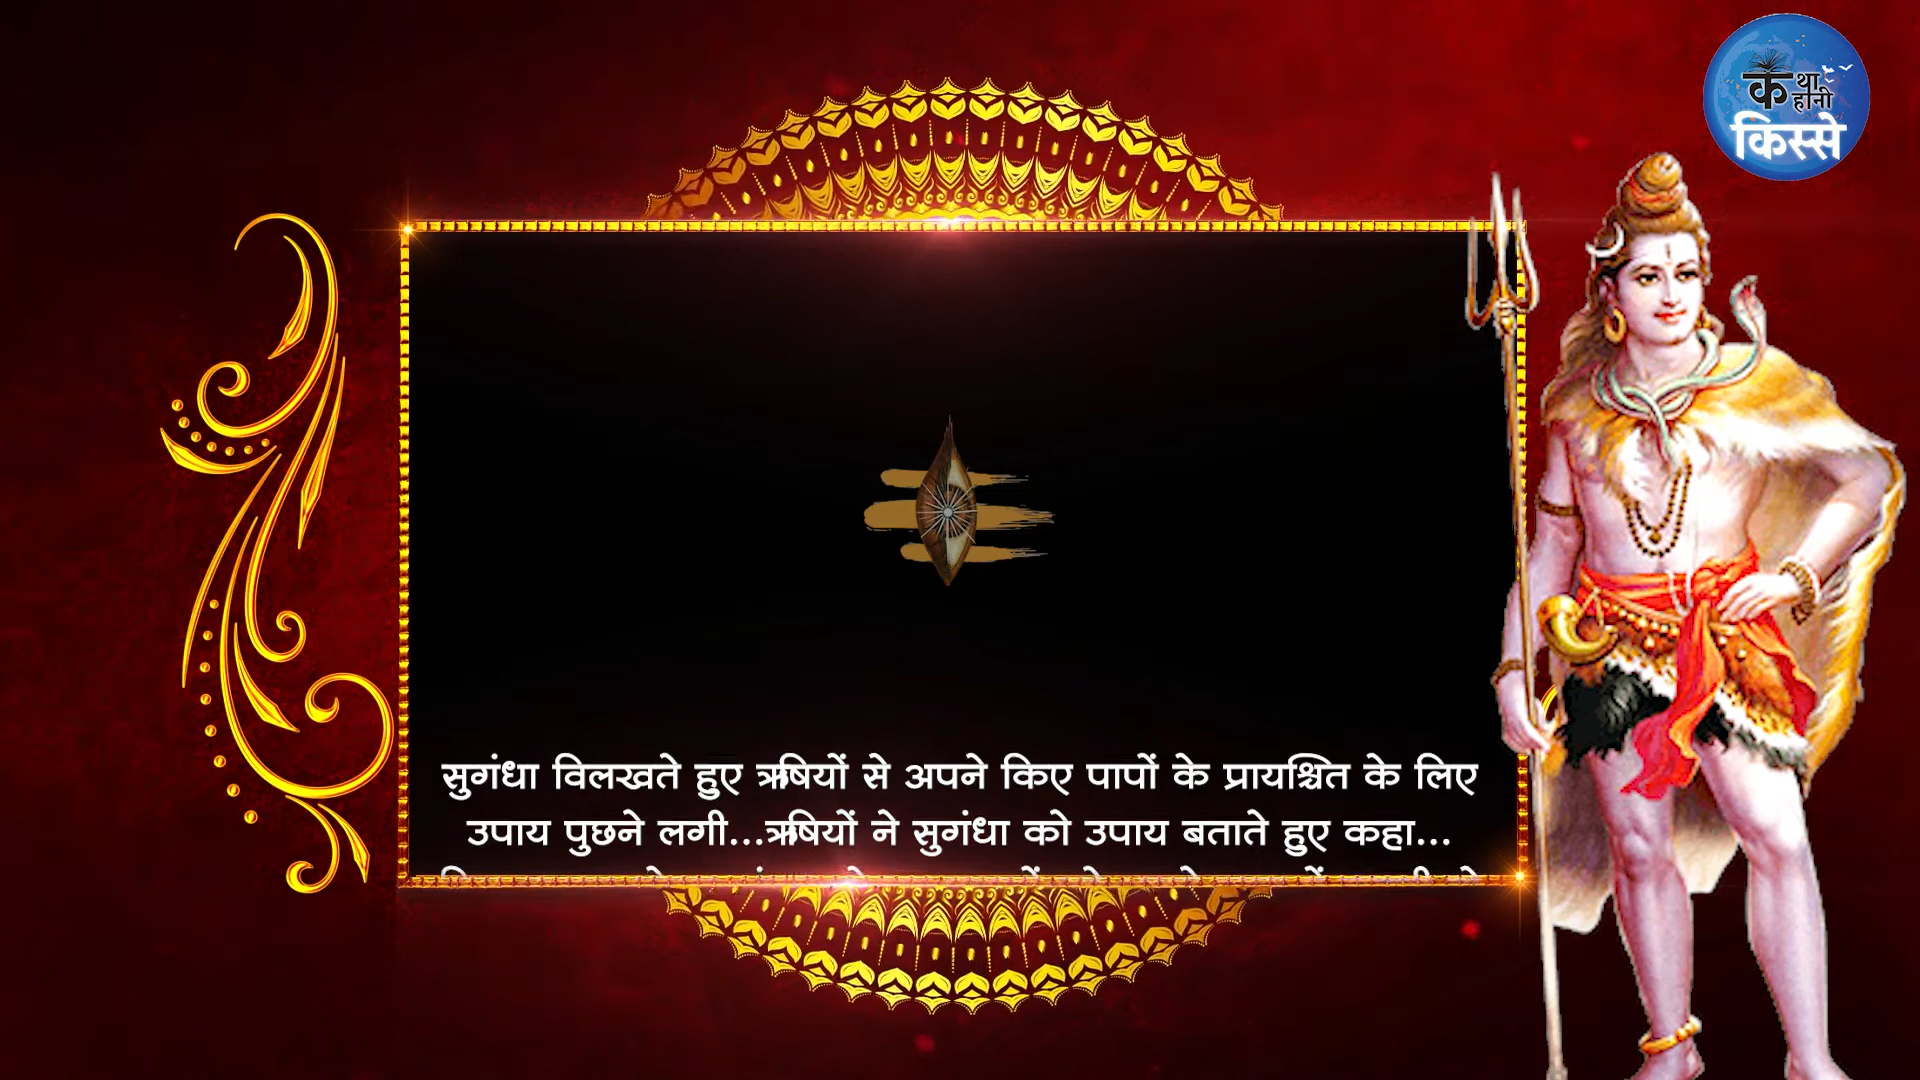 कथा
हानी
किस्से
सुगंधा विलखते हुए ऋषियों से अपने किए पापों के प्रायश्चित के लिए
उपाय पुछने लगी...ऋषियों ने सुगंधा को उपाय बताते हुए कहा...